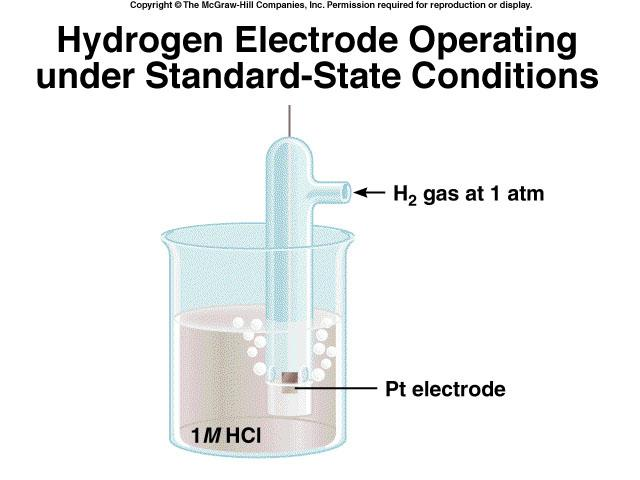 Copyright © The McGraw-Hill Companies, Inc. Permission required for reproduction or display.
Hydrogen Electrode Operating
under Standard-State Conditions
H₂ gas at 1 atm
Pt electrode
1M HCl